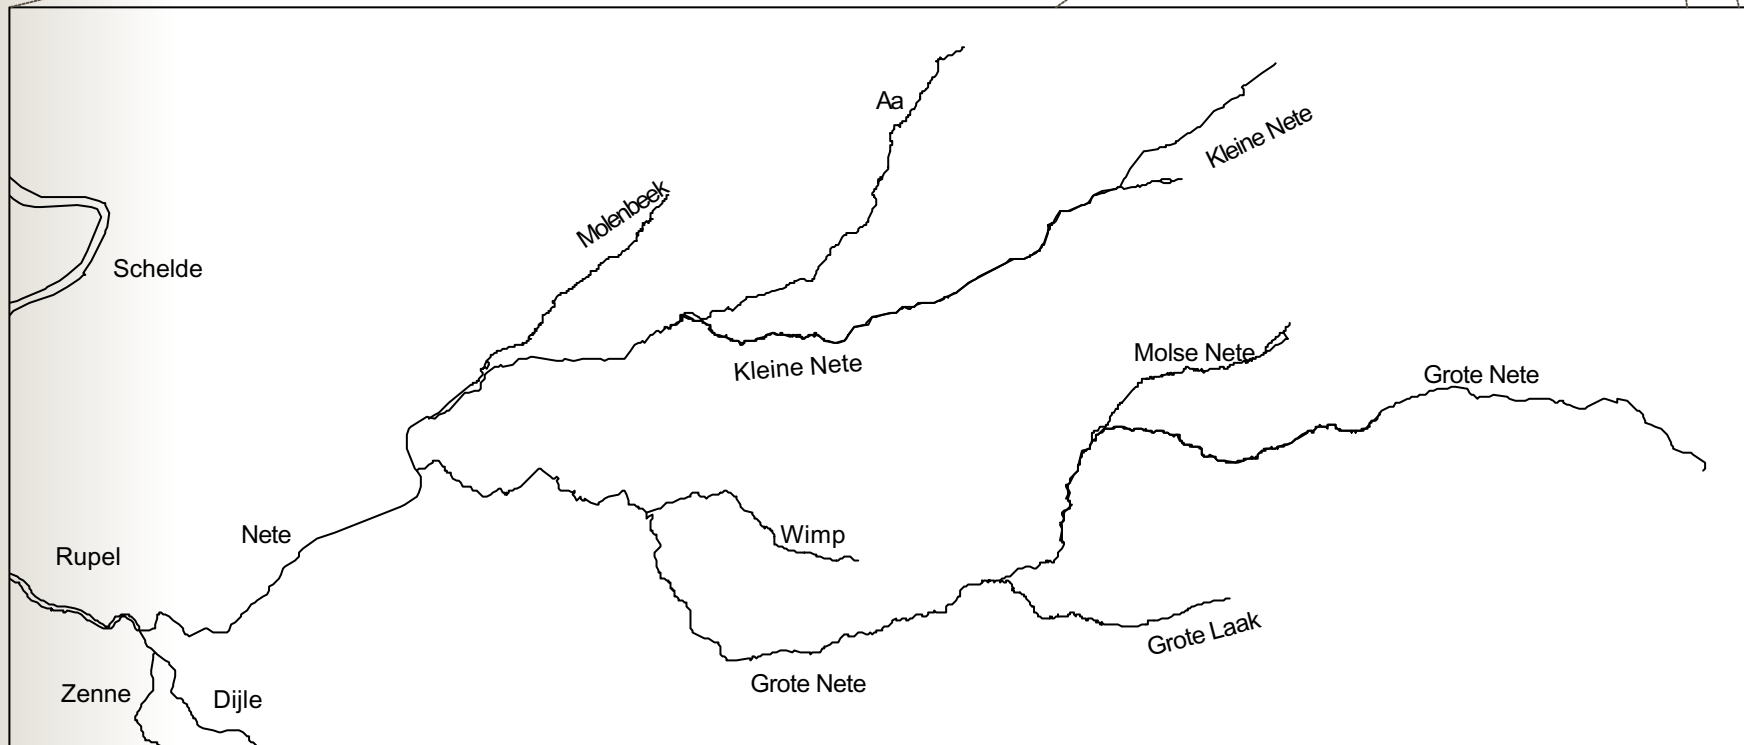 Aa
Kleine Nete
Molenbeek
Schelde
Kleine Nete
Molse Nete
Grote Nete
Nete
Wimp
Rupel
Grote Laak
Grote Nete
Zenne
Dijle